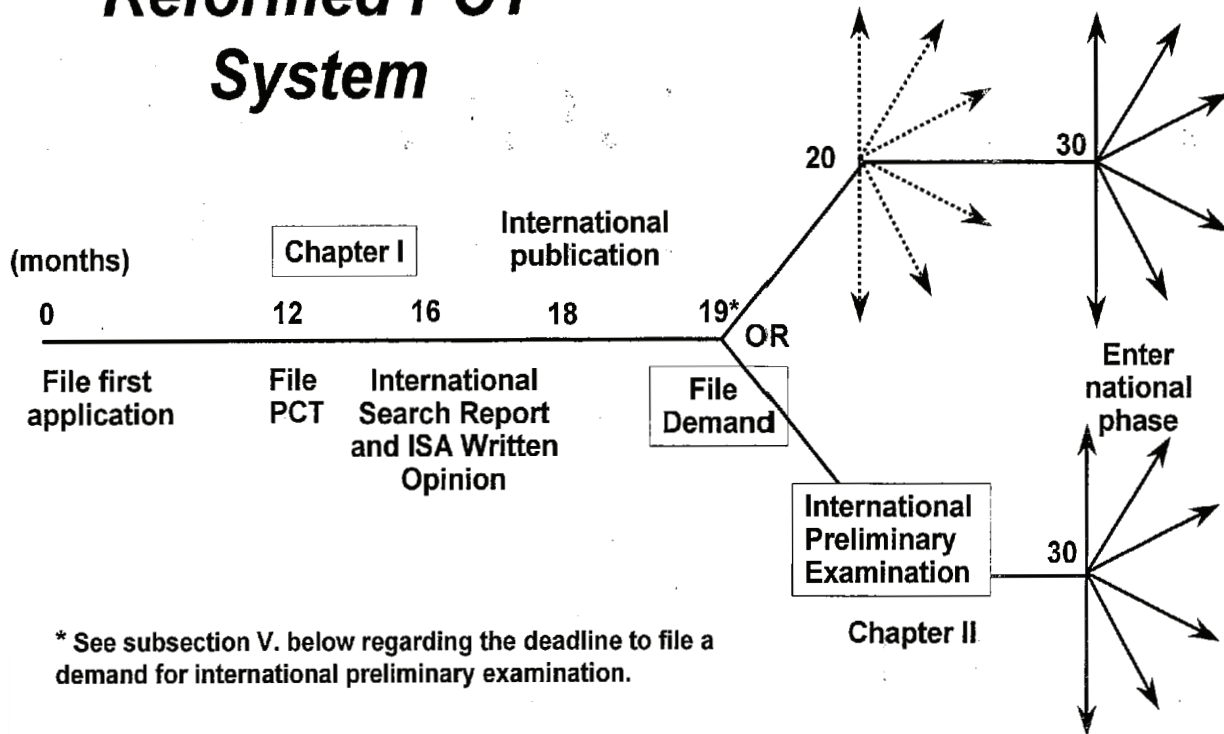 Reformed PCT
System
(months)
Chapter I
International
publication
0
12
16
18
19*
20
30
OR
File first
application
File
PCT
International
Search Report
and ISA Written
Opinion
File
Demand
Enter
national
phase
International
Preliminary
Examination
30
Chapter II
* See subsection V. below regarding the deadline to file a
demand for international preliminary examination.